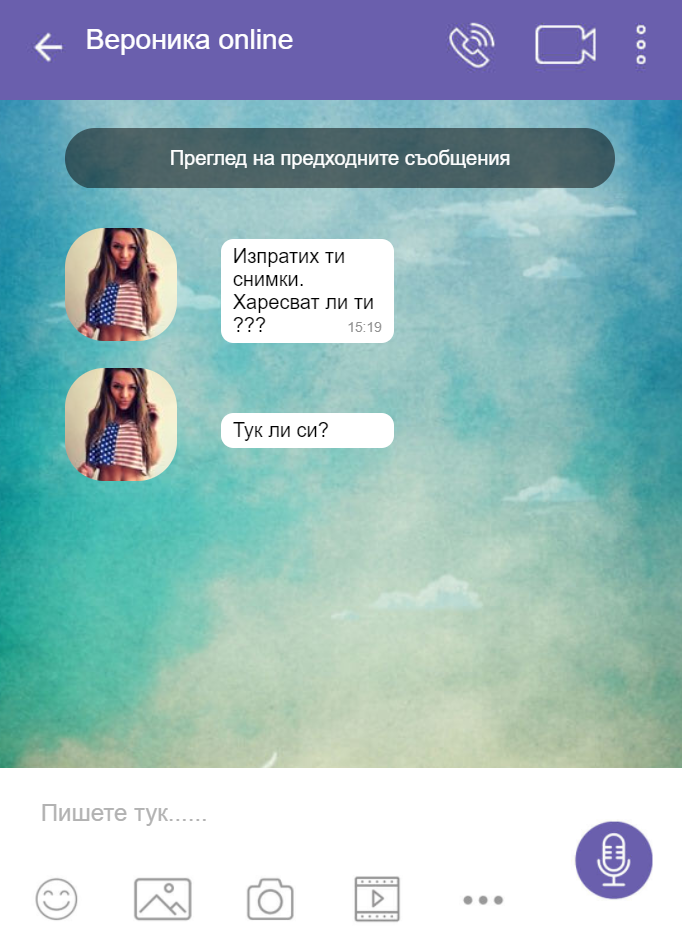 Вероника online
Преглед на предходните съобщения
Изпратих ти
снимки.
Харесват ли ти
??? 15:19
Тук ли си?
Пишете тук......